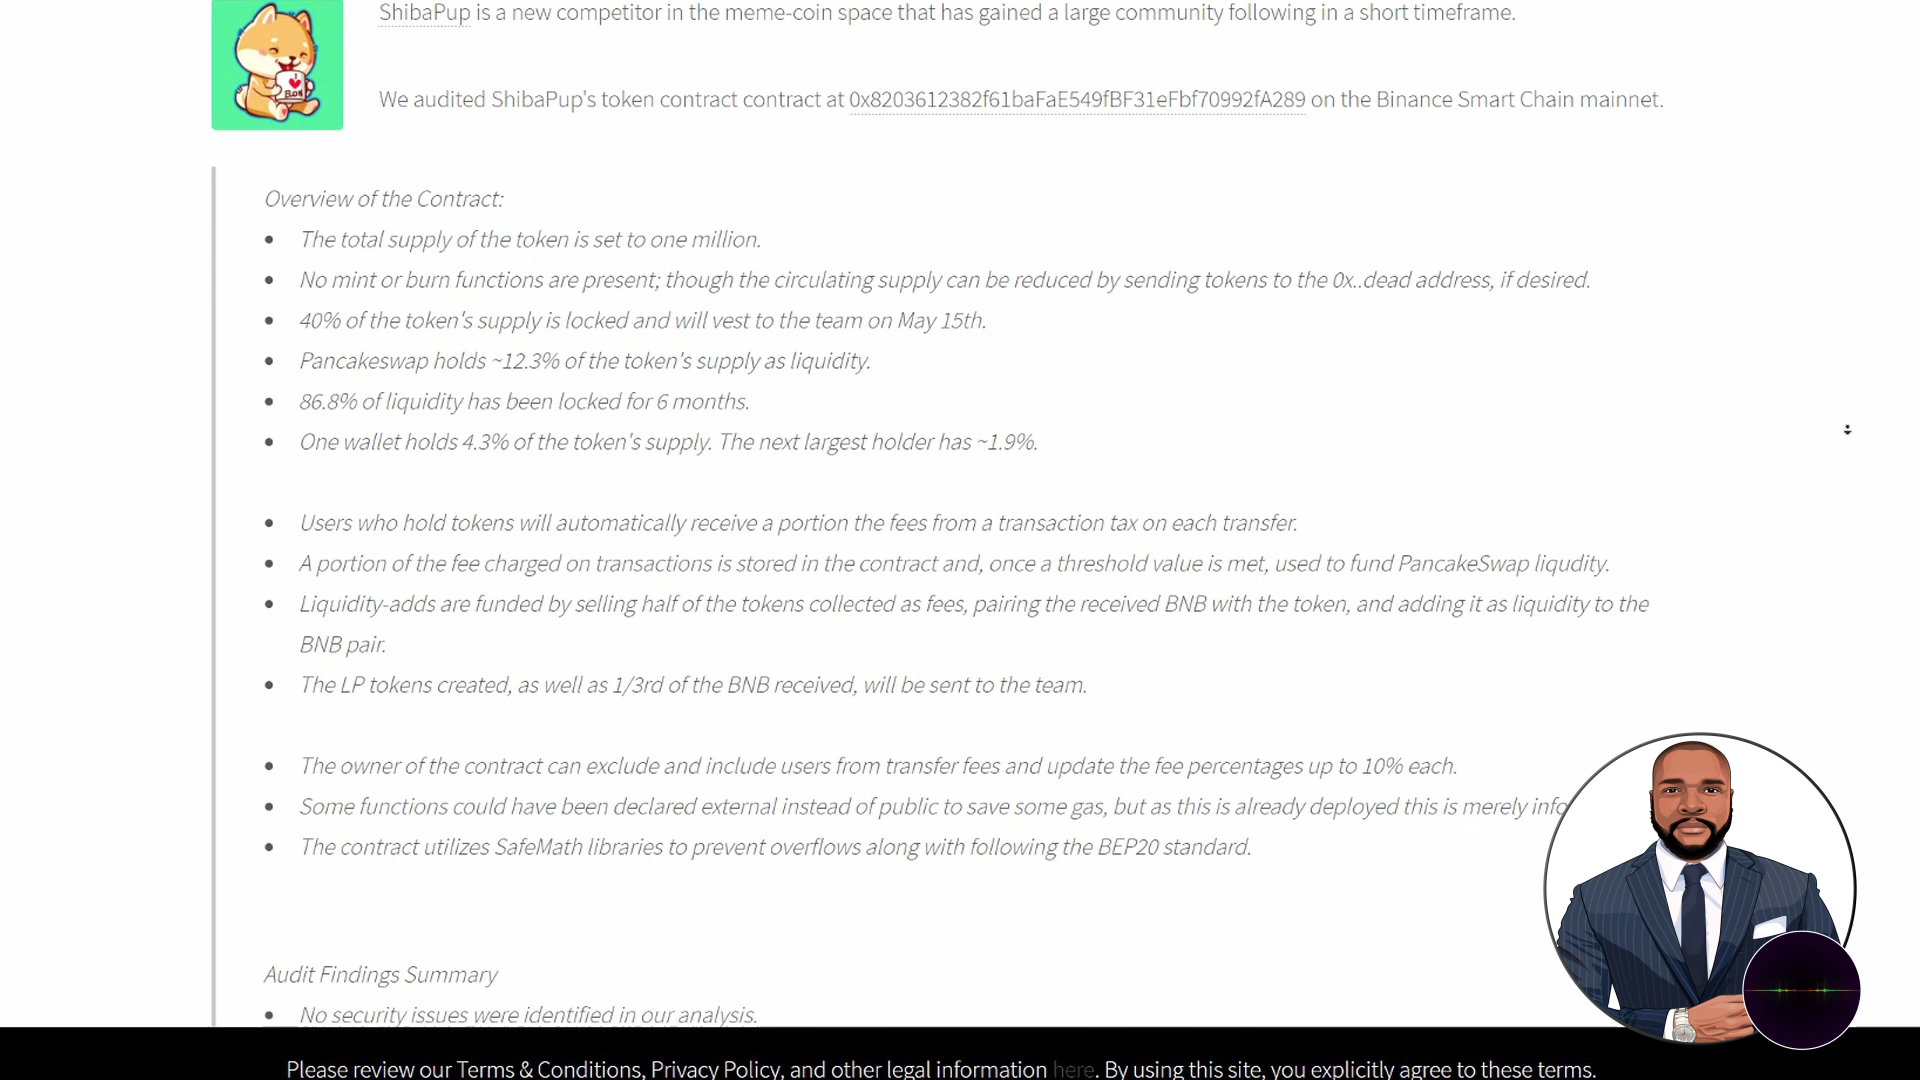 ShibaPup is a new competitor in the meme-coin space that has gained a large community following in a short timeframe.
We audited ShibaPup's token contract contract at 0x8203612382f61baFaE549fBF31eFbf70992fA289 on the Binance Smart Chain mainnet.
Overview of the Contract:
The total supply of the token is set to one million.
No mint or burn functions are present; though the circulating supply can be reduced by sending tokens to the 0x..dead address, if desired.
40% of the token's supply is locked and will vest to the team on May 15th.
Pancakeswap holds ~12.3% of the token's supply as liquidity.
86.8% of liquidity has been locked for 6 months.
One wallet holds 4.3% of the token's supply. The next largest holder has ~1.9%.
Users who hold tokens will automatically receive a portion the fees from a transaction tax on each transfer.
A portion of the fee charged on transactions is stored in the contract and, once a threshold value is met, used to fund PancakeSwap liqudity.
Liquidity-adds are funded by selling half of the tokens collected as fees, pairing the received BNB with the token, and adding it as liquidity to the
BNB pair.
The LP tokens created, as well as 1/3rd of the BNB received, will be sent to the team.
The owner of the contract can exclude and include users from transfer fees and update the fee percentages up to 10% each.
Some functions could have been declared external instead of public to save some gas, but as this is already deployed this is merely info
The contract utilizes SafeMath libraries to prevent overflows along with following the BEP20 standard.
Audit Findings Summary
No security issues were identified in our analysis.
Please review our Terms & Conditions, Privacy Policy, and other legal information here. By using this site, you explicitly agree to these terms.